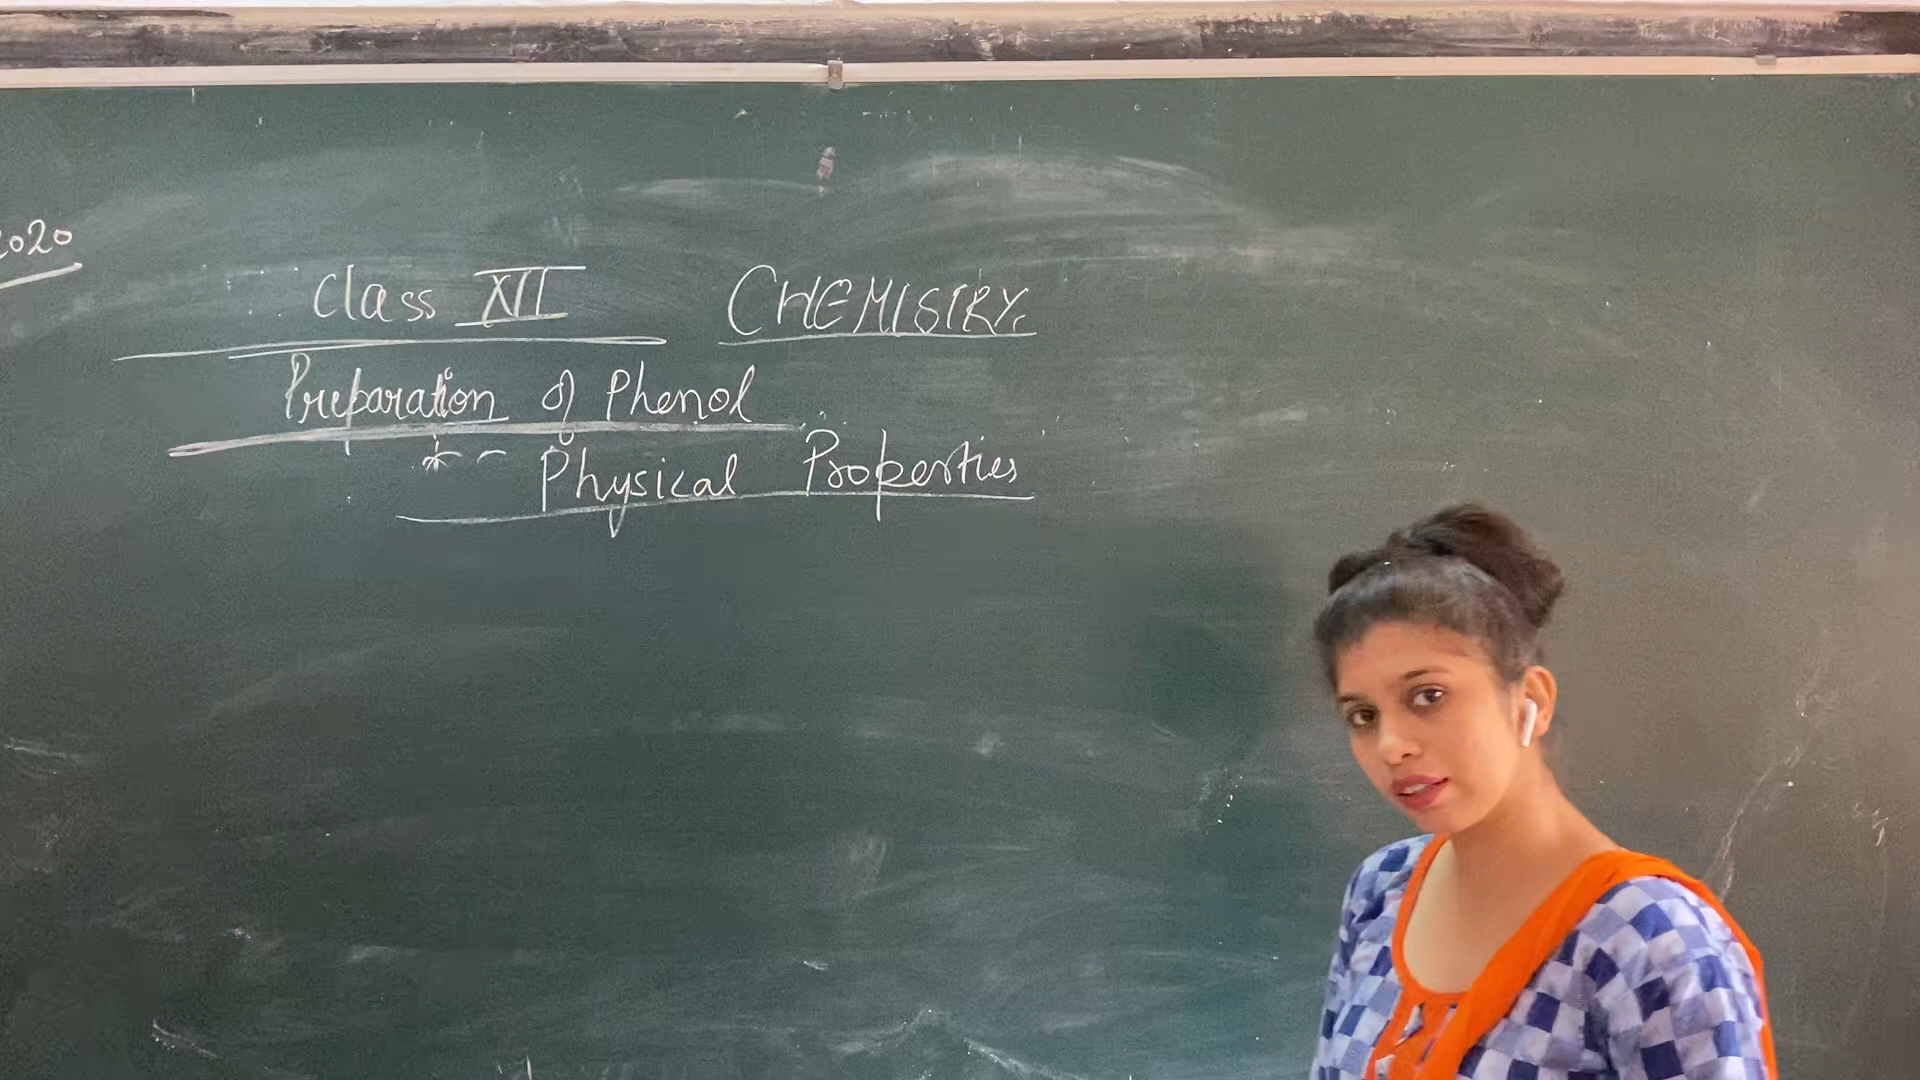 2020
Class XII CHEMISTRY.
Preparation of Phenol
Physical Properties